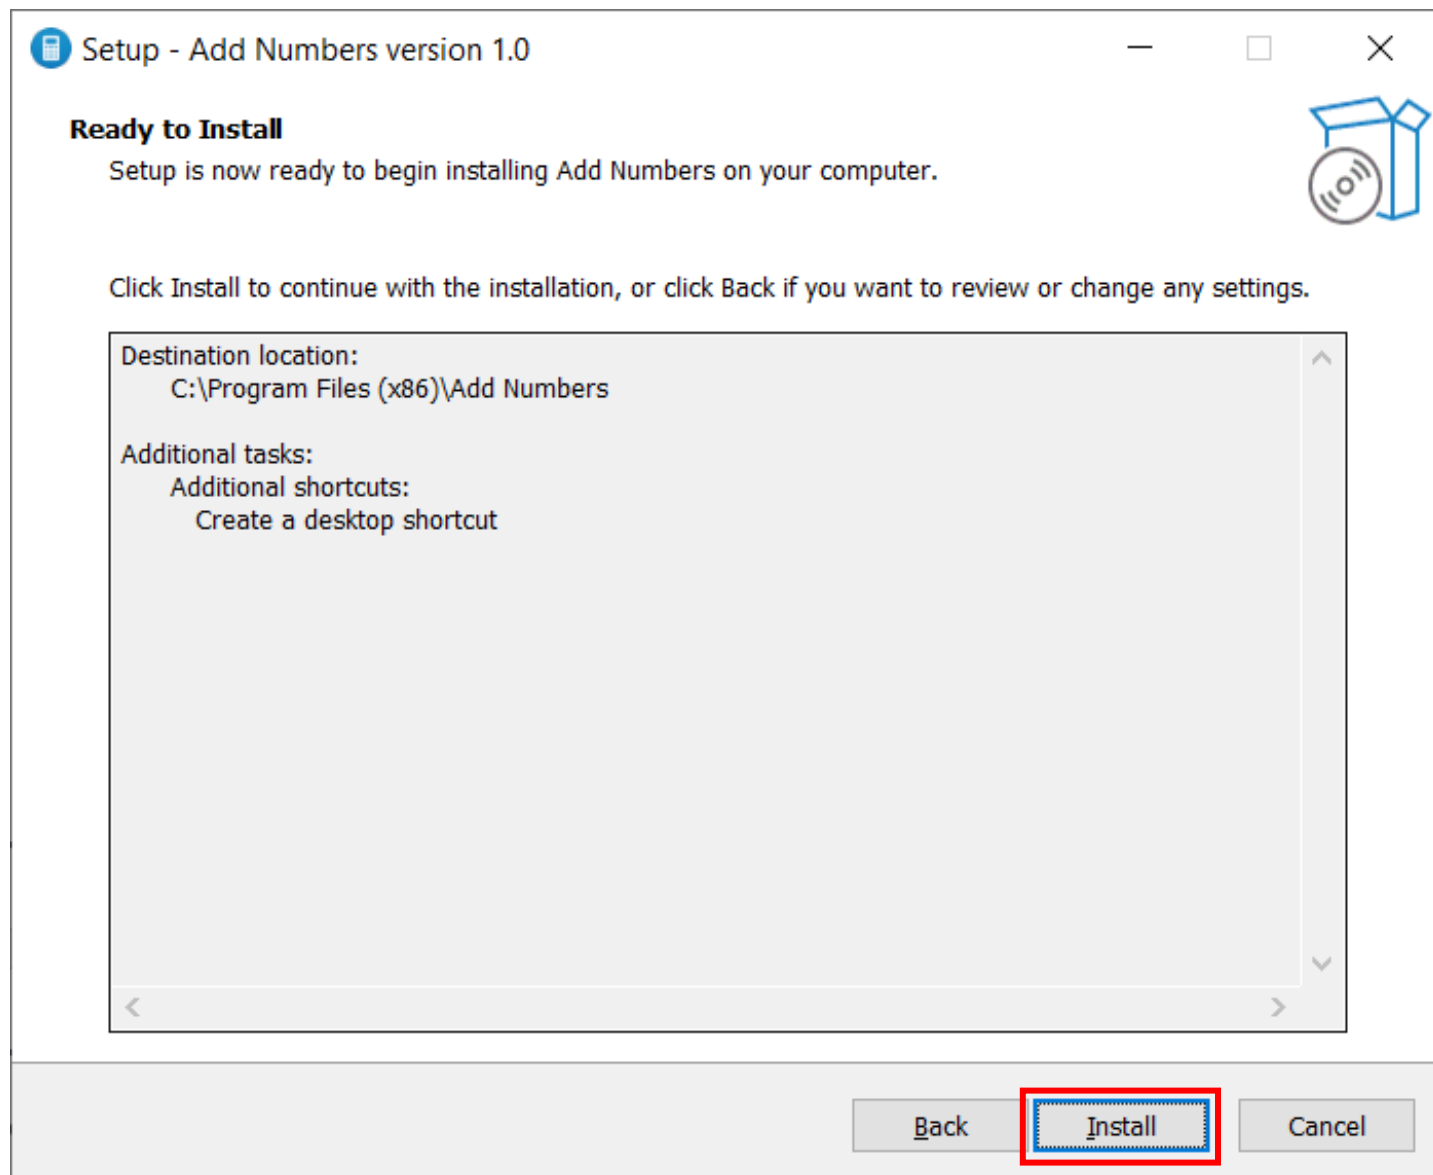 Setup - Add Numbers version 1.0
Ready to Install
Setup is now ready to begin installing Add Numbers on your computer.
Click Install to continue with the installation, or click Back if you want to review or change any settings.
Destination location:
C:\Program Files (x86)\Add Numbers
Additional tasks:
Additional shortcuts:
Create a desktop shortcut
Back Install Cancel